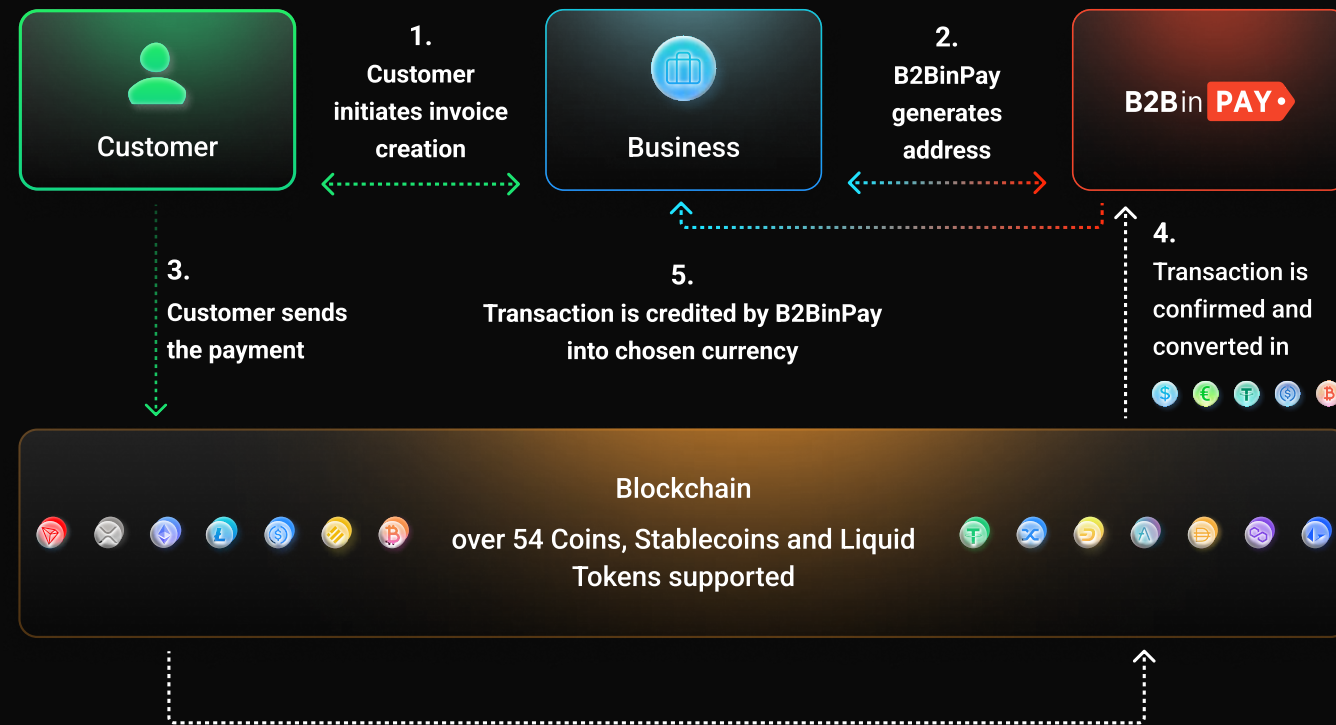 1.
Customer
initiates invoice
creation
2.
B2BinPay
generates
address
B2Bin PAY
Customer
Business
4.
Transaction is
confirmed and
converted in
3.
Customer sends
the payment
5.
Transaction is credited by B2BinPay
into chosen currency
Blockchain
over 54 Coins, Stablecoins and Liquid
Tokens supported